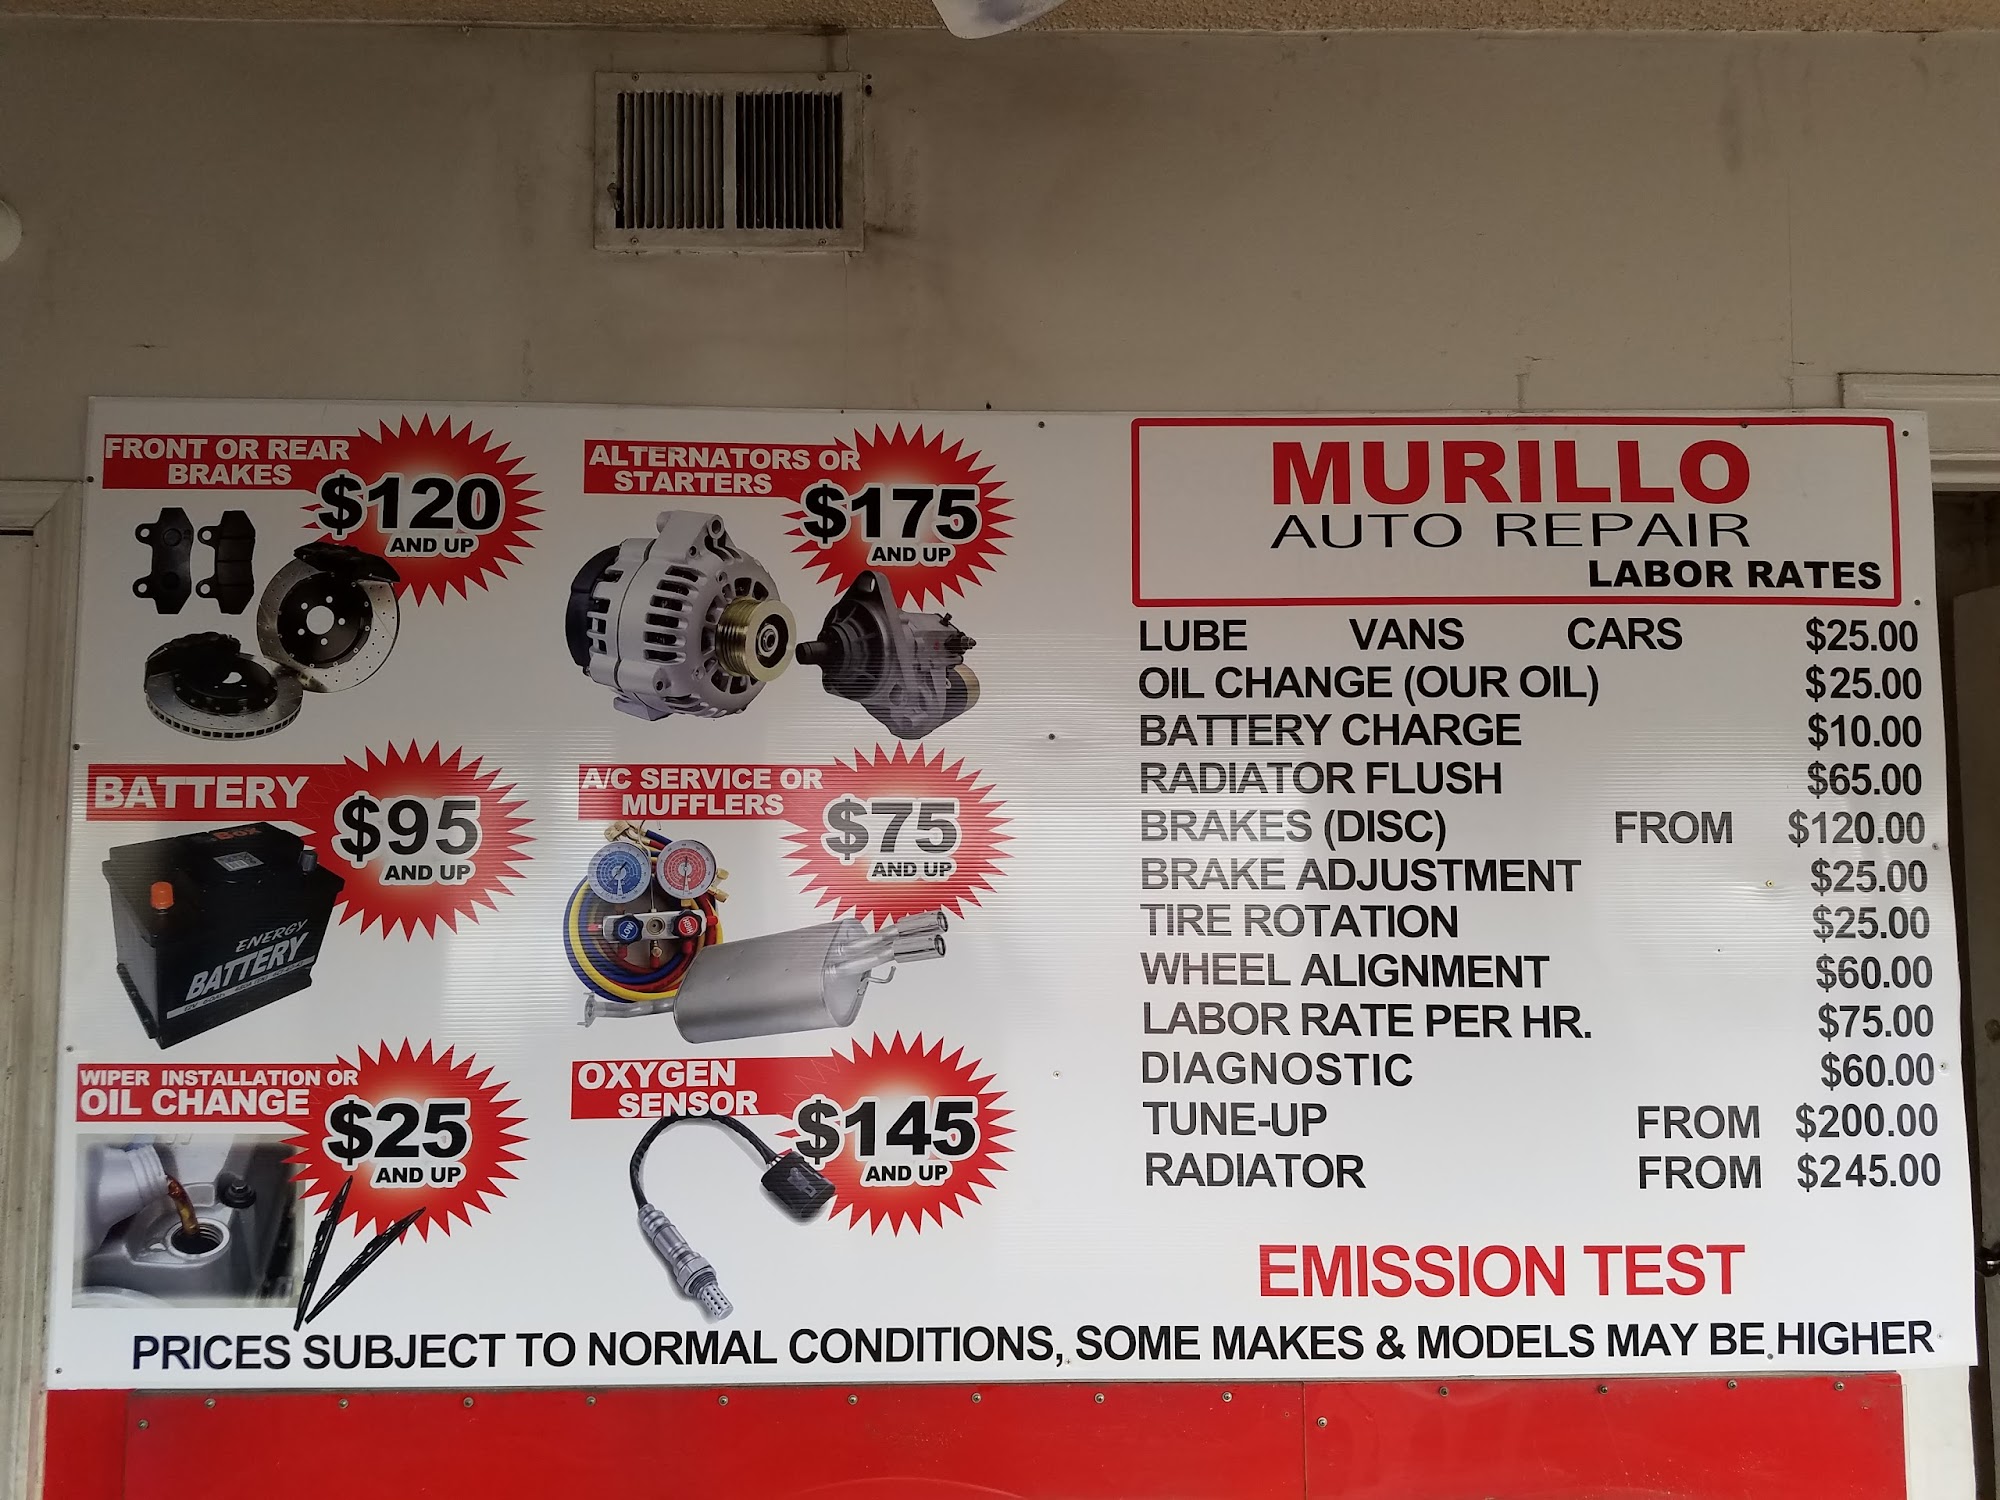 FRONT OR REAR
BRAKES
$120
AND UP
ALTERNATORS OR
STARTERS
$175
AND UP
BATTERY
$95
AND UP
BOX
ENERGY
BATTERY
A/C SERVICE OR
MUFFLERS
$75
AND UP
LOW
WIPER INSTALLATION OR
OIL CHANGE
$25
AND UP
OXYGEN
SENSOR
$145
AND UP
MURILLO
AUTO REPAIR
LABOR RATES
LUBE VANS CARS $25.00
OIL CHANGE (OUR OIL) $25.00
BATTERY CHARGE $10.00
RADIATOR FLUSH $65.00
BRAKES (DISC) FROM $120.00
BRAKE ADJUSTMENT $25.00
TIRE ROTATION $25.00
WHEEL ALIGNMENT $60.00
LABOR RATE PER HR. $75.00
DIAGNOSTIC $60.00
TUNE-UP FROM $200.00
RADIATOR FROM $245.00
EMISSION TEST
PRICES SUBJECT TO NORMAL CONDITIONS, SOME MAKES & MODELS MAY BE HIGHER